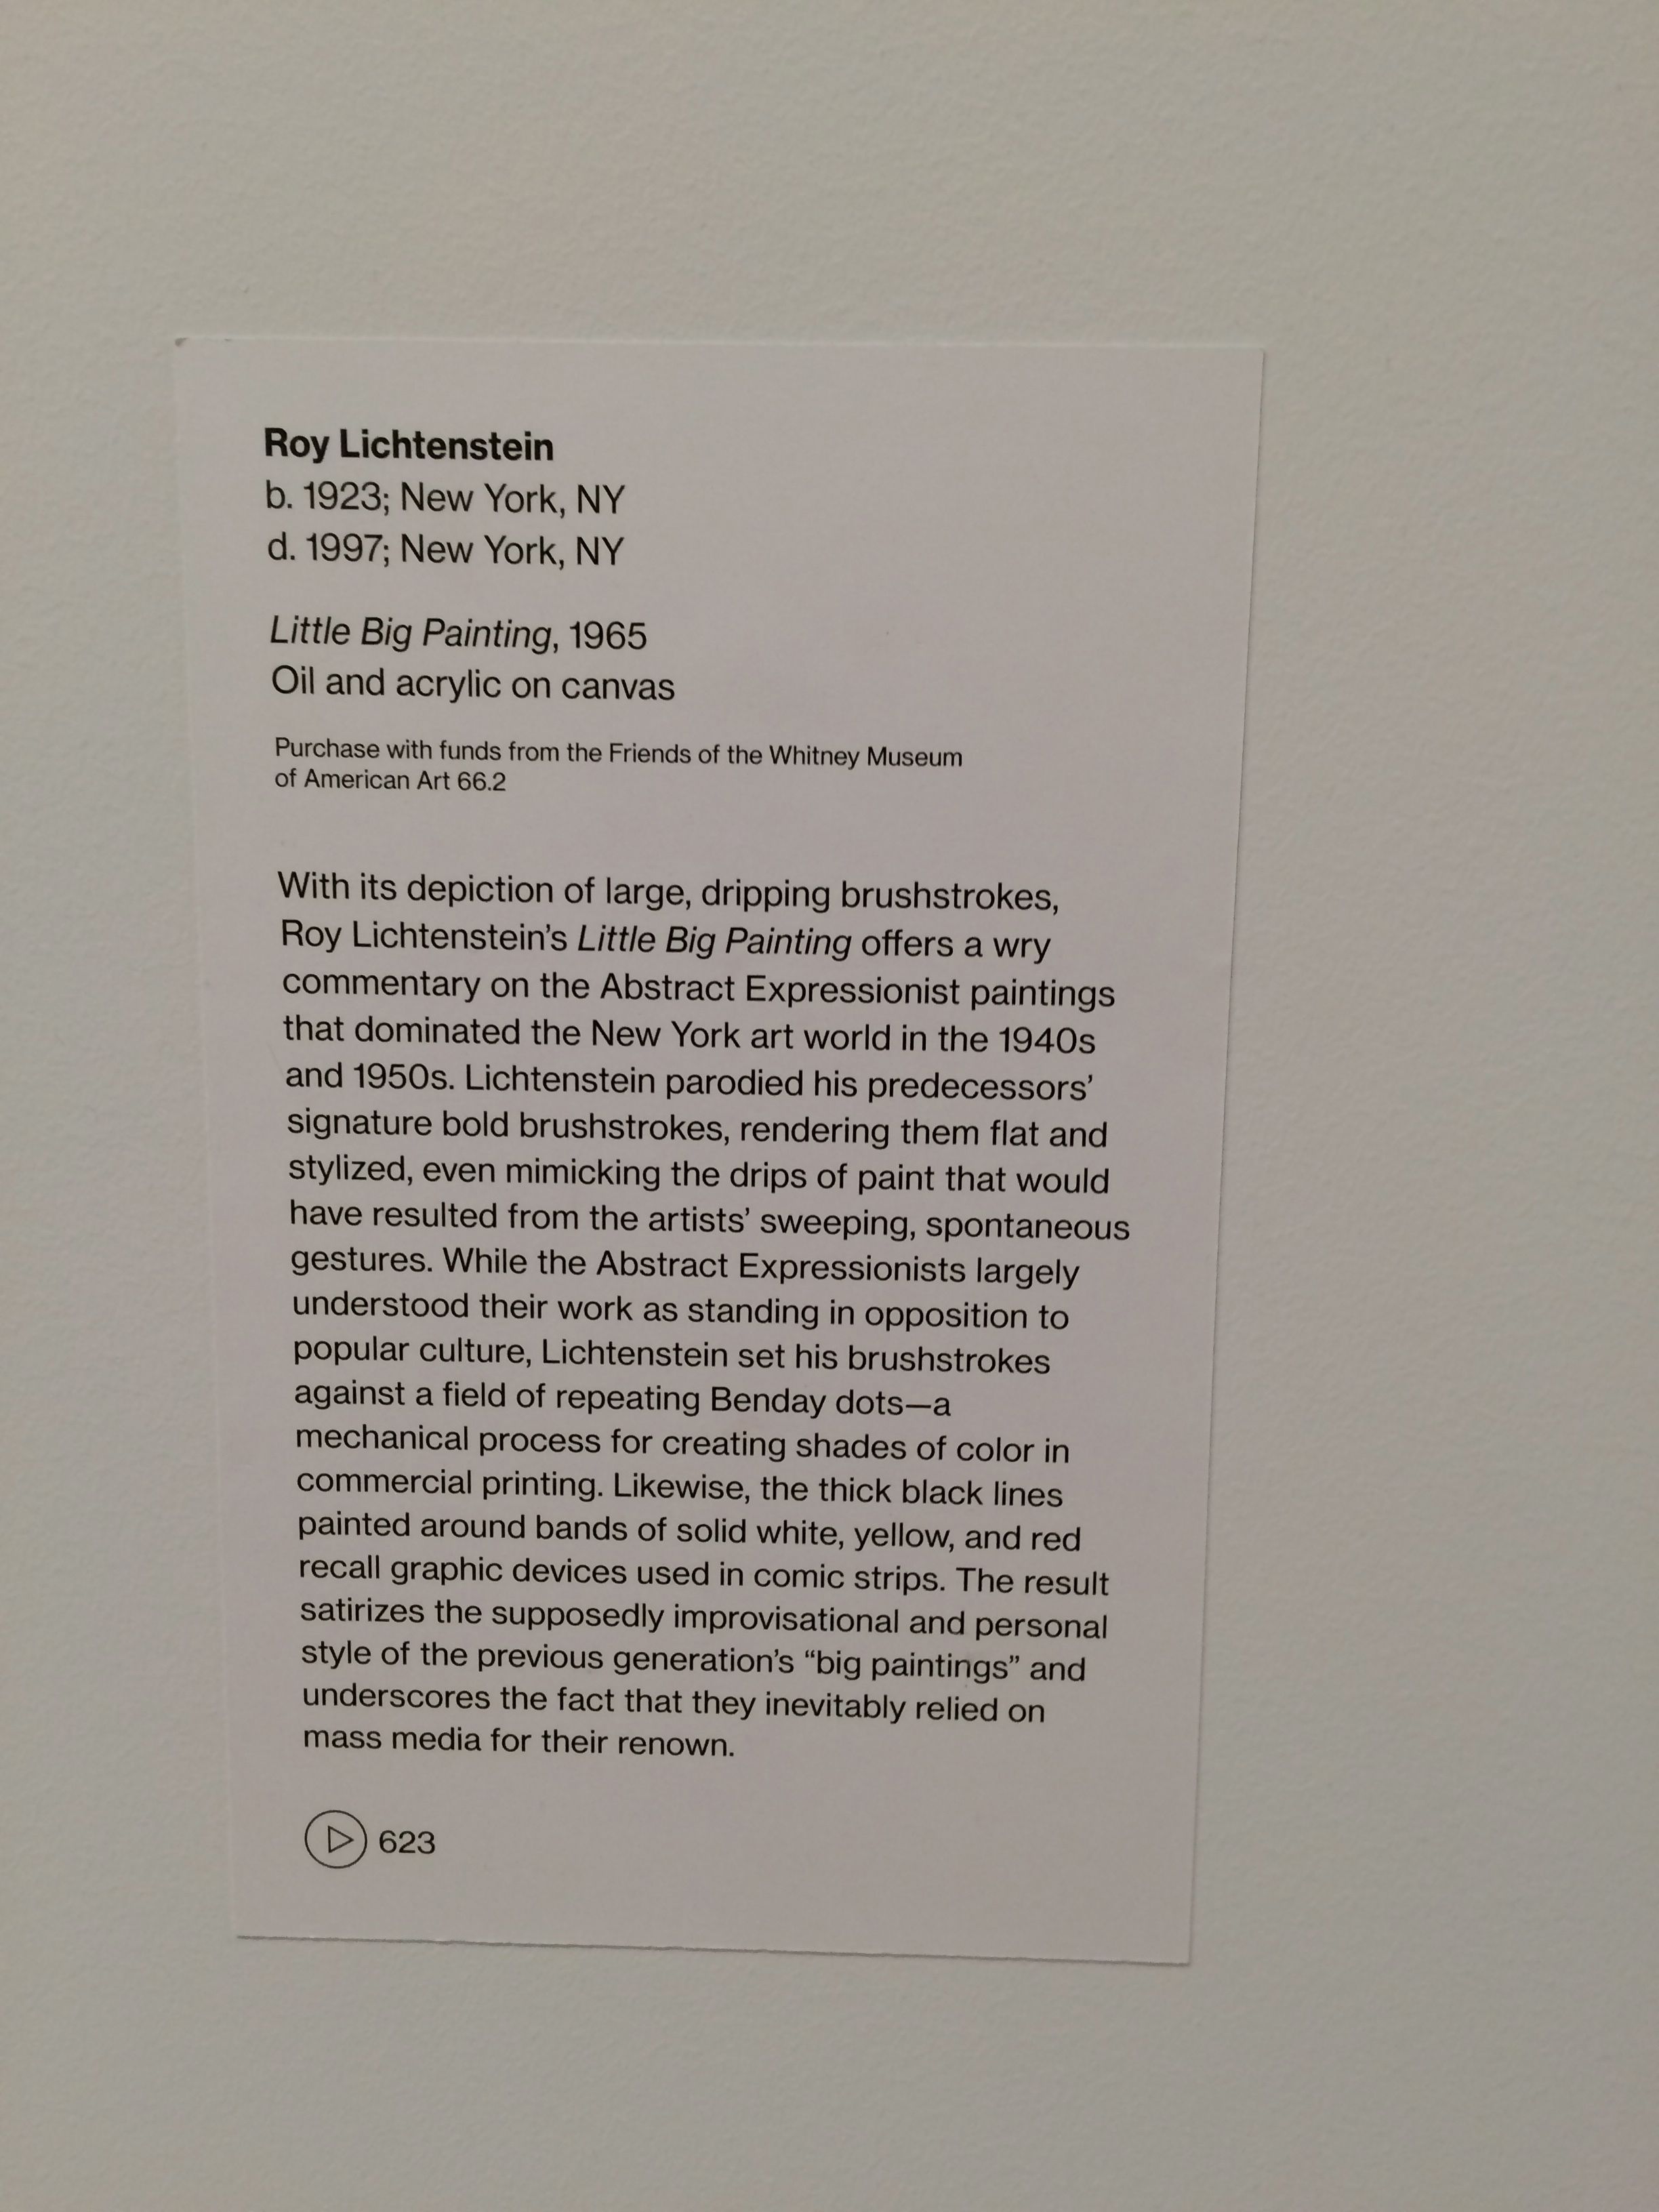 Roy Lichtenstein
b. 1923; New York, NY
d. 1997; New York, NY
Little Big Painting, 1965
Oil and acrylic on canvas
Purchase with funds from the Friends of the Whitney Museum
of American Art 66.2
With its depiction of large, dripping brushstrokes,
Roy Lichtenstein’s Little Big Painting offers a wry
commentary on the Abstract Expressionist paintings
that dominated the New York art world in the 1940s
and 1950s. Lichtenstein parodied his predecessors’
signature bold brushstrokes, rendering them flat and
stylized, even mimicking the drips of paint that would
have resulted from the artists’ sweeping, spontaneous
gestures. While the Abstract Expressionists largely
understood their work as standing in opposition to
popular culture, Lichtenstein set his brushstrokes
against a field of repeating Benday dots—a
mechanical process for creating shades of color in
commercial printing. Likewise, the thick black lines
painted around bands of solid white, yellow, and red
recall graphic devices used in comic strips. The result
satirizes the supposedly improvisational and personal
style of the previous generation’s “big paintings” and
underscores the fact that they inevitably relied on
mass media for their renown.
623